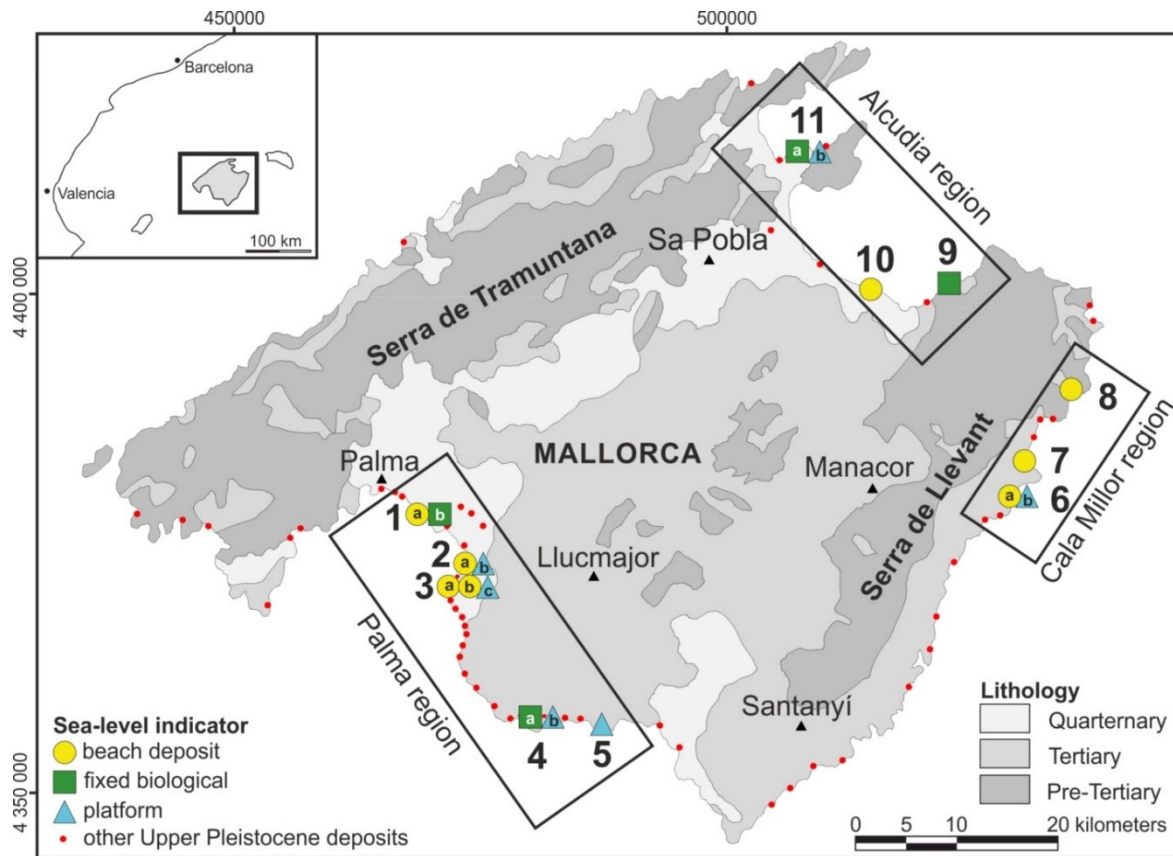 450000
500000
Barcelona
Valencia
100 km
4 400 000
4 350 000
Alcudia region
11
a
b
Sa Pobla
10
9
Serra de Tramuntana
8
MALLORCA
Manacor
Serra de Llevant
7
a
b
6
Cala Millor region
Palma
1
a
b
2
a
b
3
a
b
c
Llucmajor
Palma region
a
b
4
5
Santanyí
Sea-level indicator
beach deposit
fixed biological
platform
other Upper Pleistocene deposits
Lithology
Quarternary
Tertiary
Pre-Tertiary
0 5 10 20 kilometers